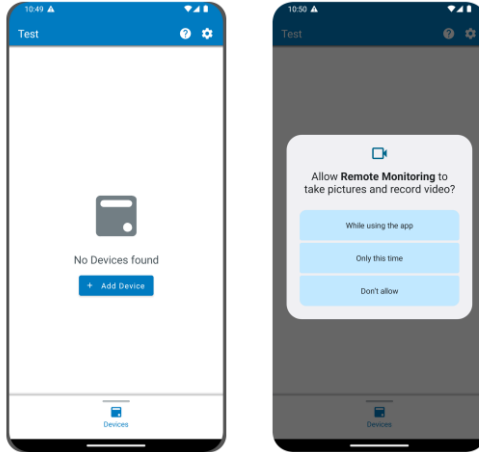 10:49
Test
No Devices found
+ Add Device
Devices
10:50
Test
Allow Remote Monitoring to
take pictures and record video?
While using the app
Only this time
Don't allow
Devices